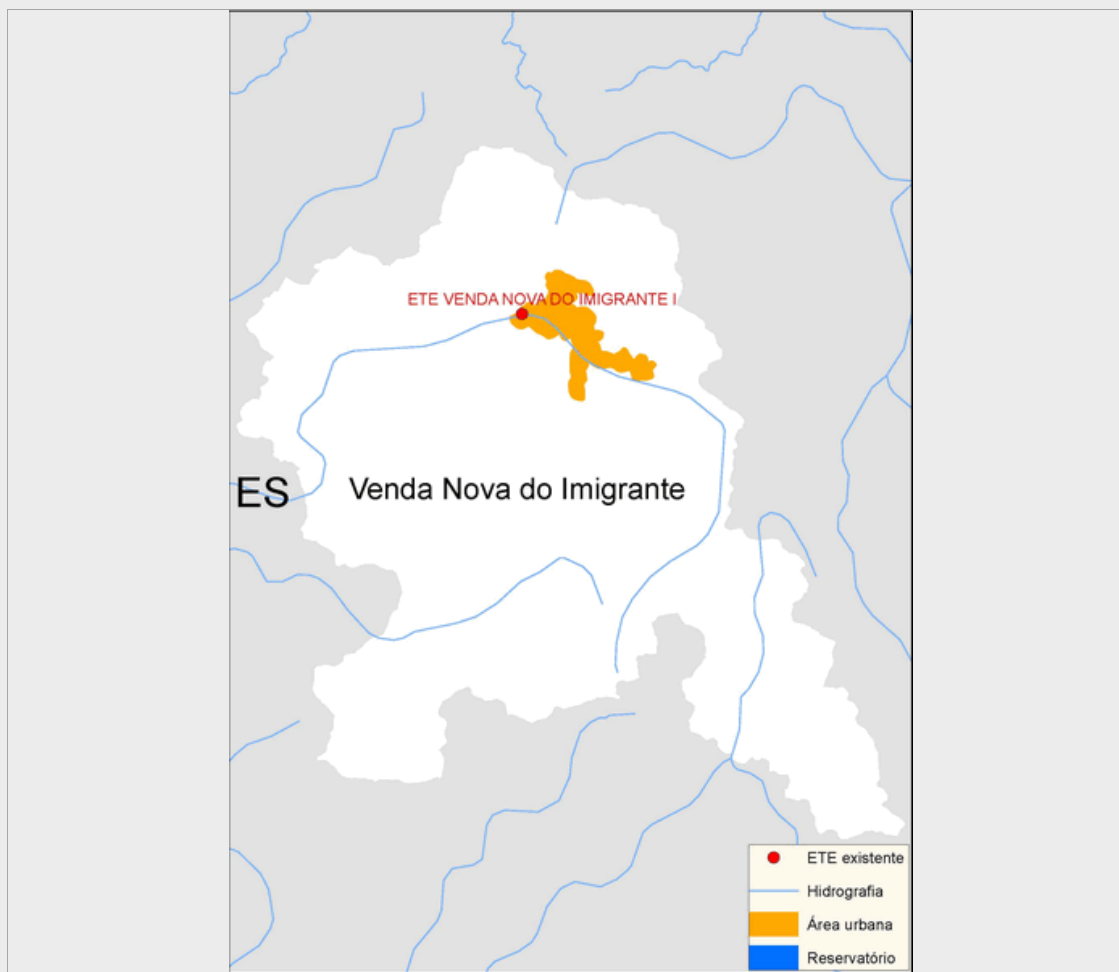 ETE VENDA NOVA DO IMIGRANTE I
ES
Venda Nova do Imigrante
ETE existente
Hidrografia
Área urbana
Reservatório